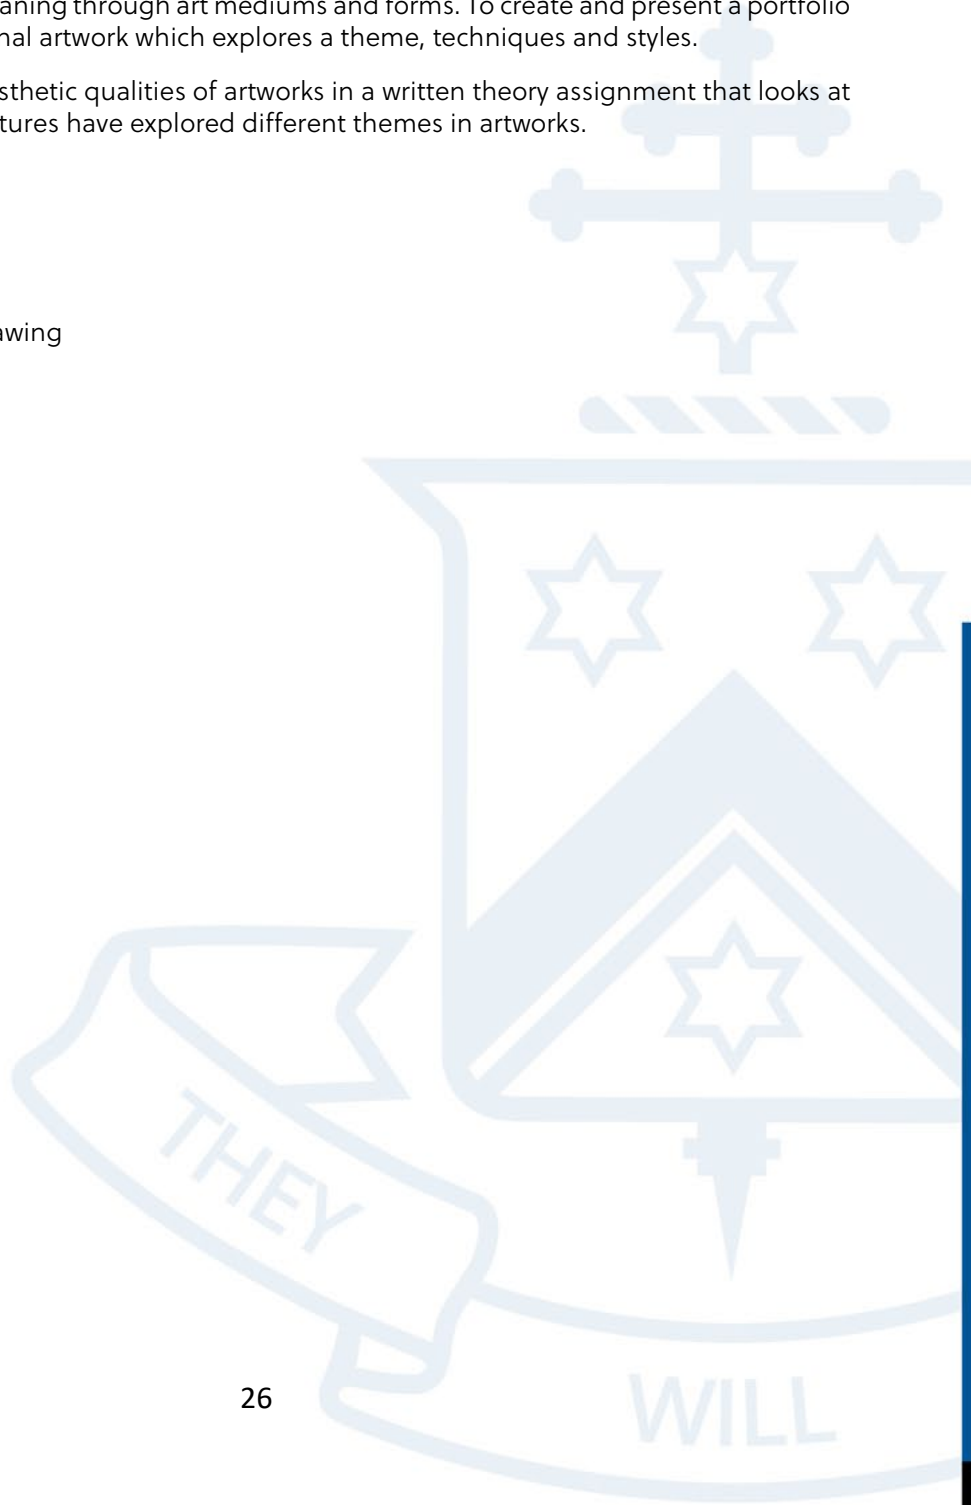 aning through art mediums and forms. To create and present a portfolio
nal artwork which explores a theme, techniques and styles.
sthetic qualities of artworks in a written theory assignment that looks at
tures have explored different themes in artworks.
awing
THEY
26
WILL